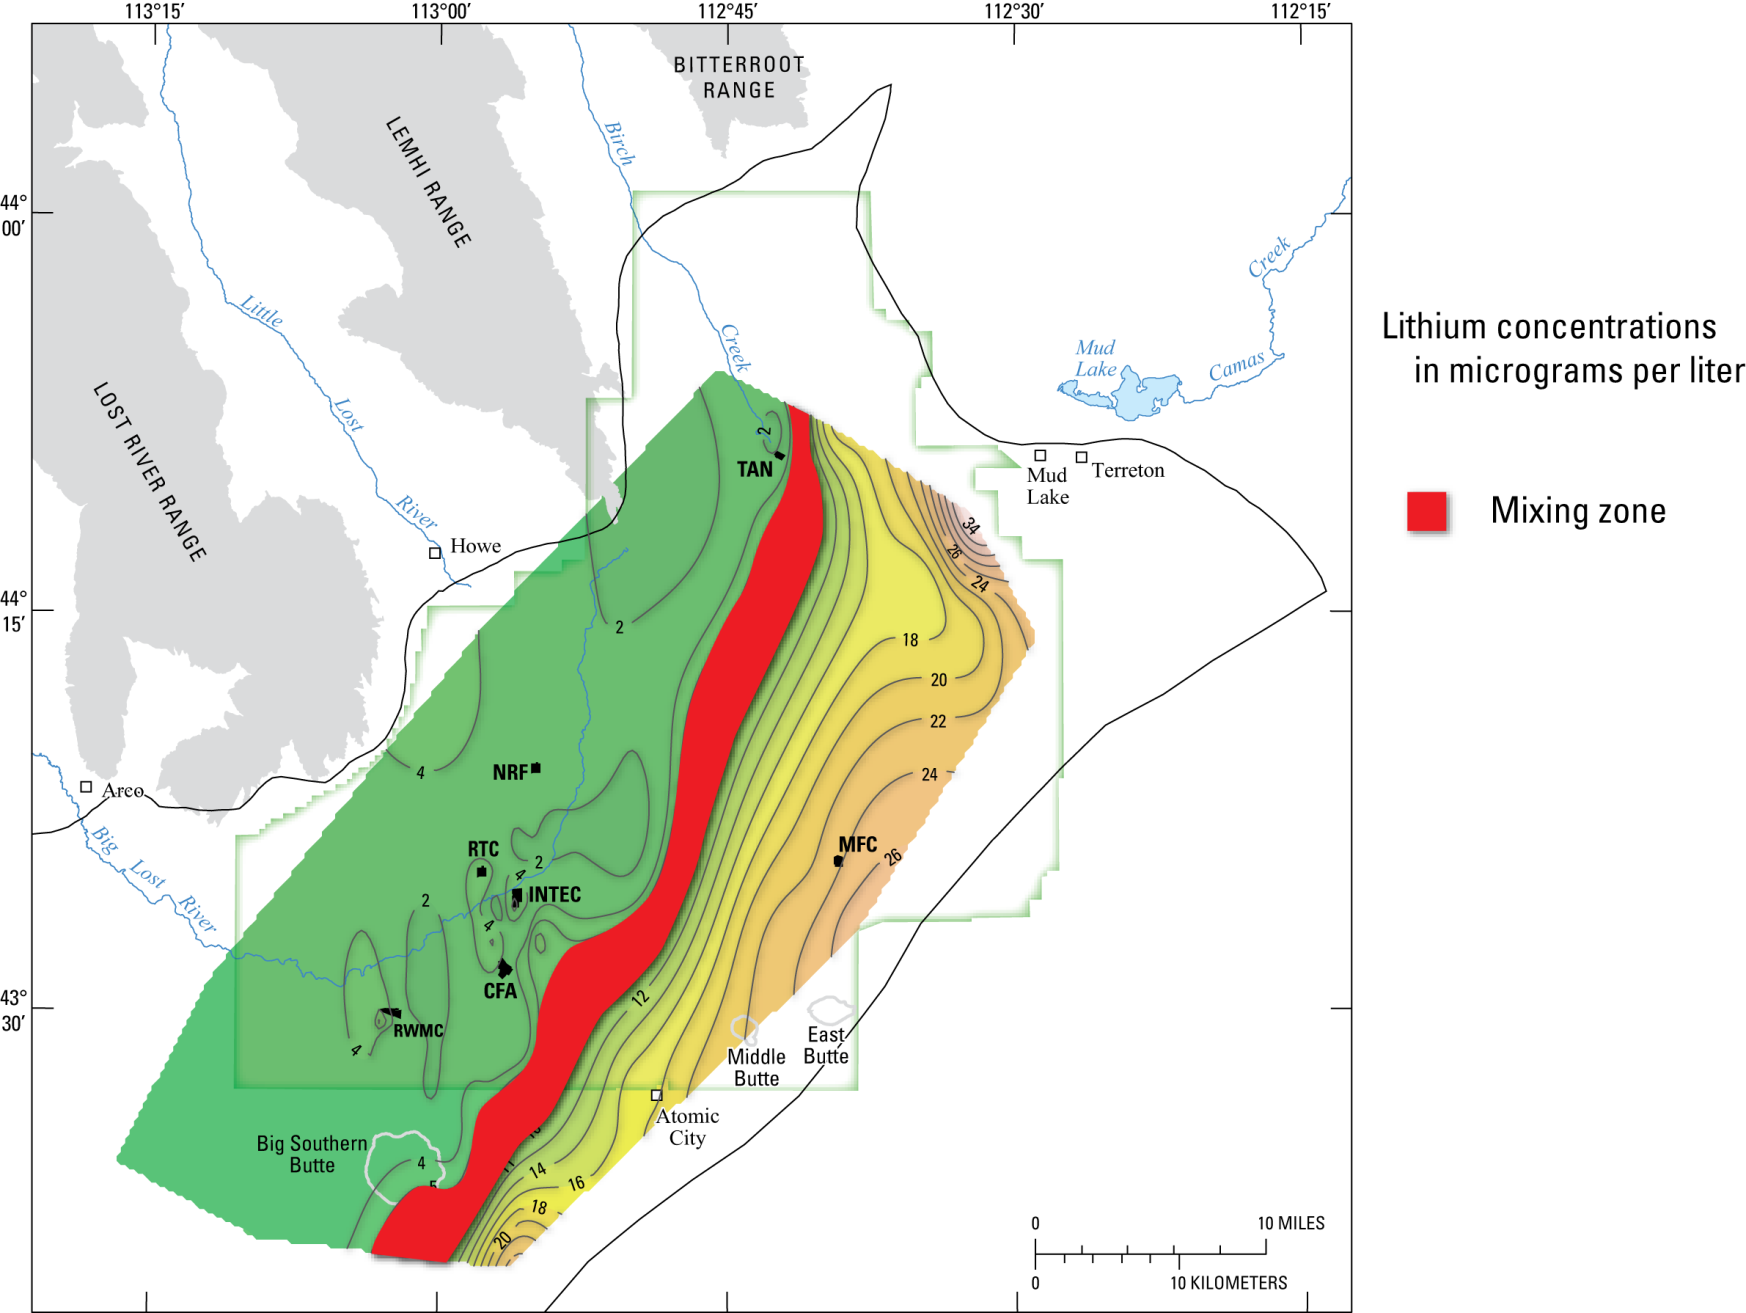 113°15′
113°00′
112°45′
112°30′
112°15′
BITTERROOT
RANGE
LEMHI RANGE
Birch
Creek
44°
00′
Creek
Camas
Mud
Lake
Little
Lost
River
LOST RIVER RANGE
Lithium concentrations
in micrograms per liter
Mixing zone
2
TAN
Mud
Lake
Terreton
Howe
34
26
24
44°
15′
2
18
20
22
24
4
NRF
Arco
Big
Lost
River
RTC
2
4
INTEC
MFC
26
2
4
CFA
43°
30′
12
RWMC
4
Middle
Butte
East
Butte
Atomic
City
Big Southern
Butte
4
5
14
16
18
20
0
10 MILES
0
10 KILOMETERS